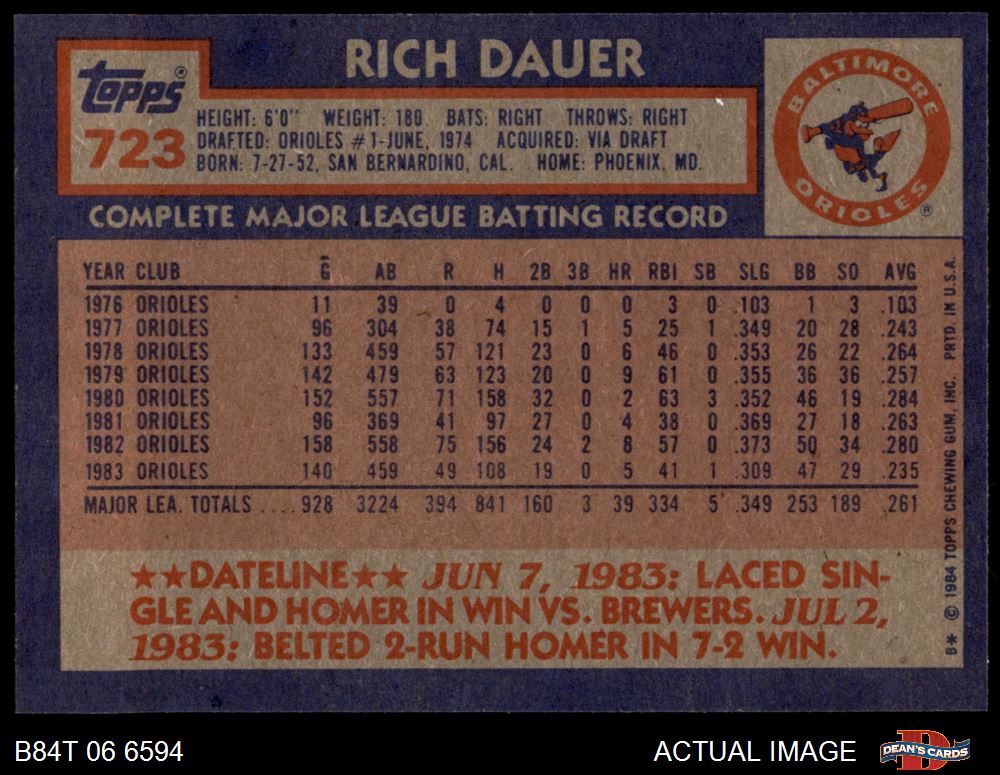 RICH DAUER
topps®
723
HEIGHT: 6'0" WEIGHT: 180 BATS: RIGHT THROWS: RIGHT
DRAFTED: ORIOLES #1-JUNE, 1974 ACQUIRED: VIA DRAFT
BORN: 7-27-52, SAN BERNARDINO, CAL. HOME: PHOENIX, MD.
BALTIMORE
ORIOLES®
COMPLETE MAJOR LEAGUE BATTING RECORD
YEAR CLUB G AB R H 2B 3B HR RBI SB SLG BB SO AVG
1976 ORIOLES 11 39 0 4 0 0 0 3 0 .103 1 3 .103
1977 ORIOLES 96 304 38 74 15 1 5 25 1 .349 20 28 .243
1978 ORIOLES 133 459 57 121 23 0 6 46 0 .353 26 22 .264
1979 ORIOLES 142 479 63 123 20 0 9 61 0 .355 36 36 .257
1980 ORIOLES 152 557 71 158 32 0 2 63 3 .352 46 19 .284
1981 ORIOLES 96 369 41 97 27 0 4 38 0 .369 27 18 .263
1982 ORIOLES 158 558 75 156 24 2 8 57 0 .373 50 34 .280
1983 ORIOLES 140 459 49 108 19 0 5 41 1 .309 47 29 .235
MAJOR LEA. TOTALS .... 928 3224 394 841 160 3 39 334 5 .349 253 189 .261
★★DATELINE★★ JUN 7, 1983: LACED SIN-
GLE AND HOMER IN WIN VS. BREWERS. JUL 2,
1983: BELTED 2-RUN HOMER IN 7-2 WIN.
B* © 1984 TOPPS CHEWING GUM, INC. PRTD. IN U.S.A.
B84T 06 6594
ACTUAL IMAGE
D
DEAN'S CARDS